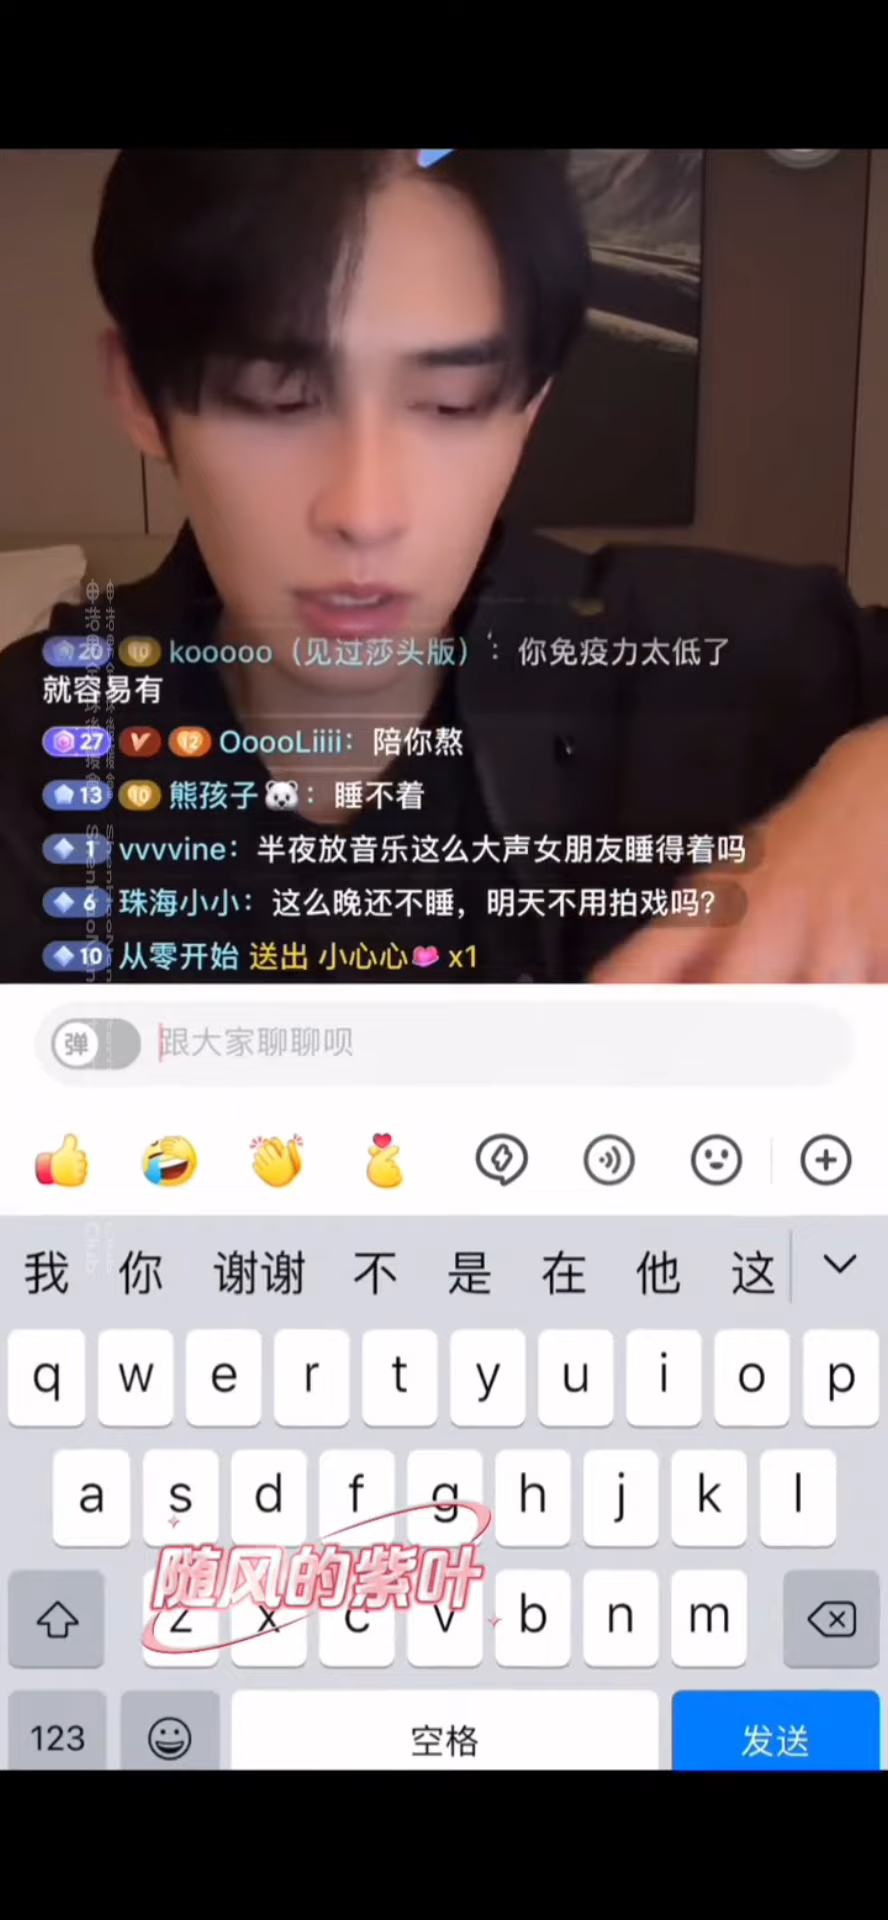 20 10 kooooo（见过莎头版）：你免疫力太低了
就容易有
27 V 12 OoooLiiii：陪你熬
13 10 熊孩子🐼：睡不着
1 vvvvine：半夜放音乐这么大声女朋友睡得着吗
6 珠海小小：这么晚还不睡，明天不用拍戏吗？
10 从零开始 送出 小心心💗 x1
弹 跟大家聊聊呗
我 你 谢谢 不 是 在 他 这
q w e r t y u i o p
a s d f g h j k l
随风的紫叶
z x c v b n m
123 空格 发送